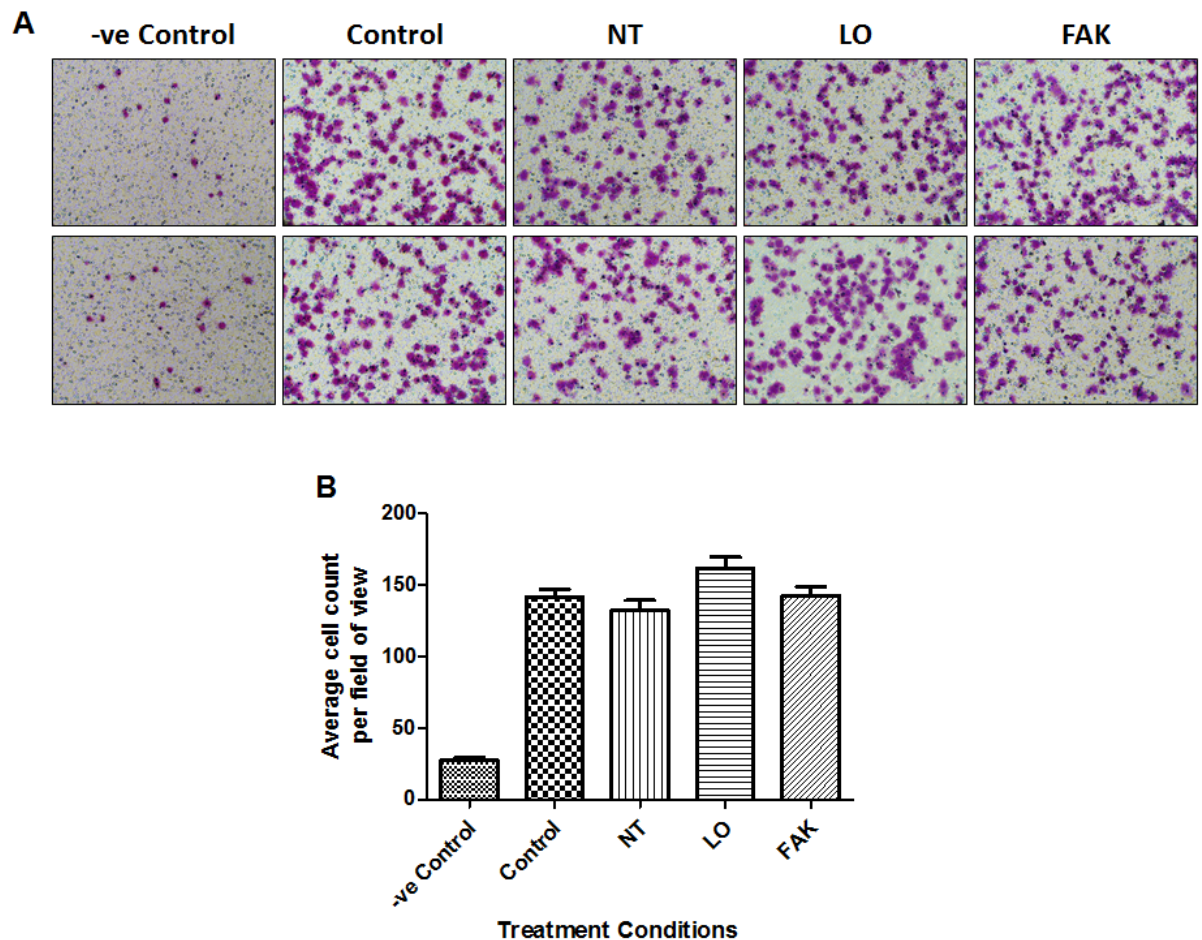 A
-ve Control Control NT LO FAK
B
Average cell count
per field of view
200
150
100
50
0
-ve Control Control NT LO FAK
Treatment Conditions